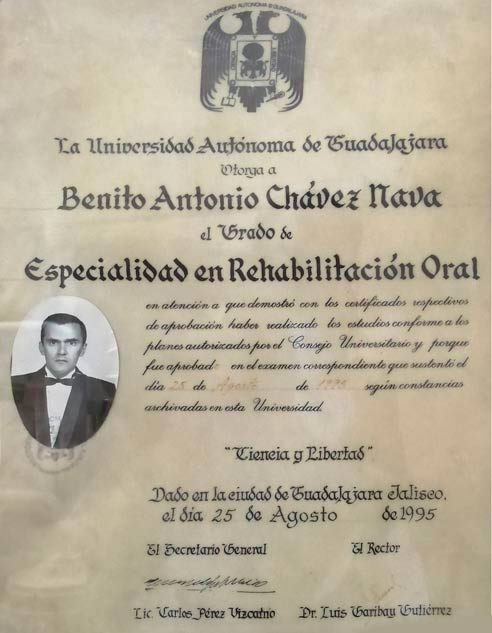 UNIVERSIDAD AUTONOMA DE GUADALAJARA
La Universidad Autónoma de Guadalajara
Otorga a
Benito Antonio Chávez Nava
el Grado de
Especialidad en Rehabilitación Oral
en atención a que demostró con los certificados respectivos
de aprobación haber realizado los estudios conforme a los
planes autorizados por el Consejo Universitario y porque
fue aprobado en el examen correspondiente que sustentó el
día 25 de Agosto de 1995 según constancias
archivadas en esta Universidad.
"Ciencia y Libertad"
Dado en la ciudad de Guadalajara Jalisco,
el día 25 de Agosto de 1995
El Secretario General El Rector
Lic. Carlos Pérez Vizcaíno Dr. Luis Garibay Gutiérrez